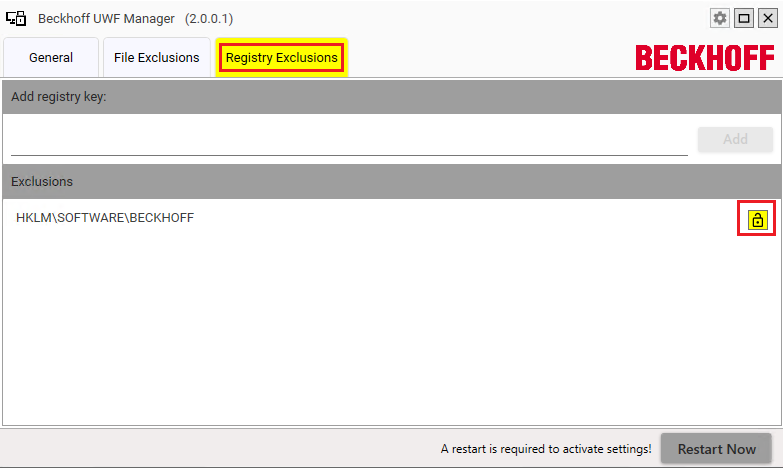 Beckhoff UWF Manager (2.0.0.1)
General
File Exclusions
Registry Exclusions
BECKHOFF
Add registry key:
Add
Exclusions
HKLM\SOFTWARE\BECKHOFF
A restart is required to activate settings!
Restart Now